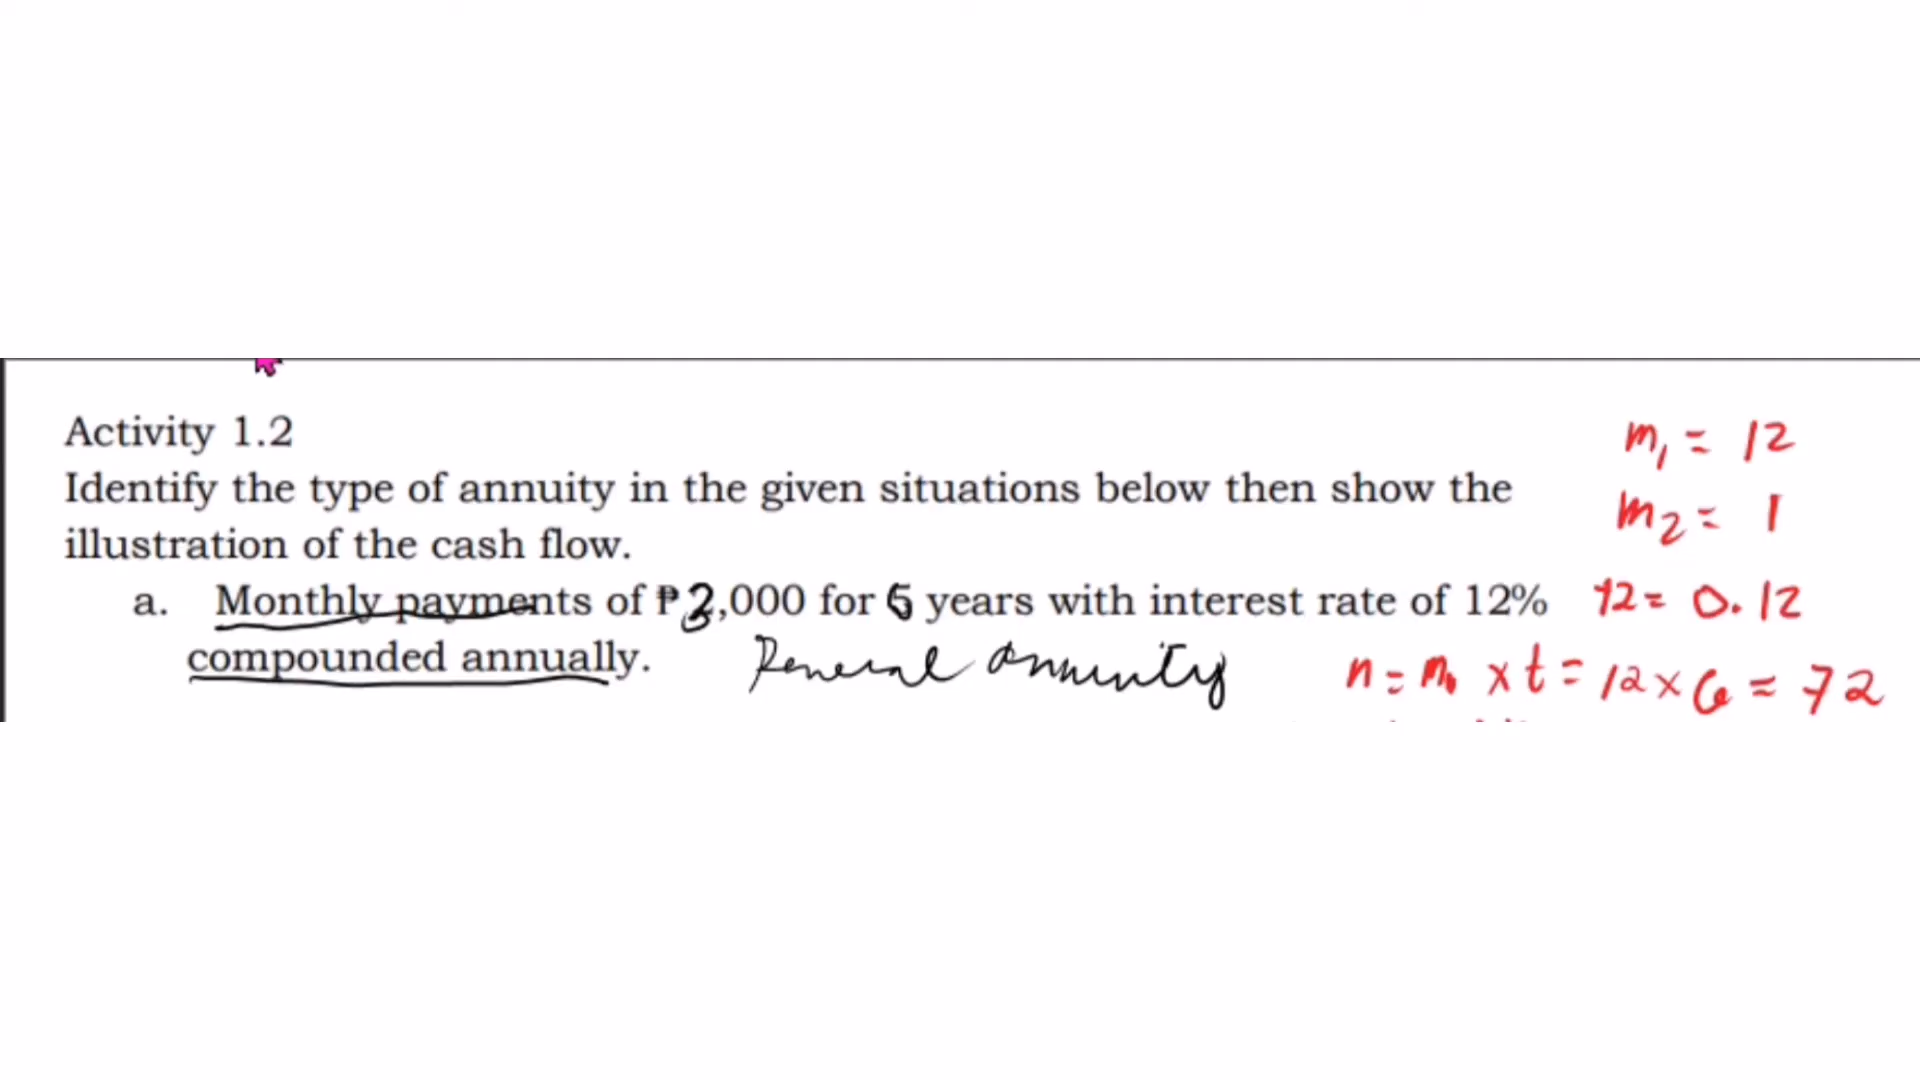 Activity 1.2
m₁ = 12
Identify the type of annuity in the given situations below then show the
m₂ = 1
illustration of the cash flow.
a. Monthly payments of ₱3,000 for years with interest rate of 12%
r2 = 0.12
compounded annually. General annuity
n = m₁ x t = 12 x 6 = 72